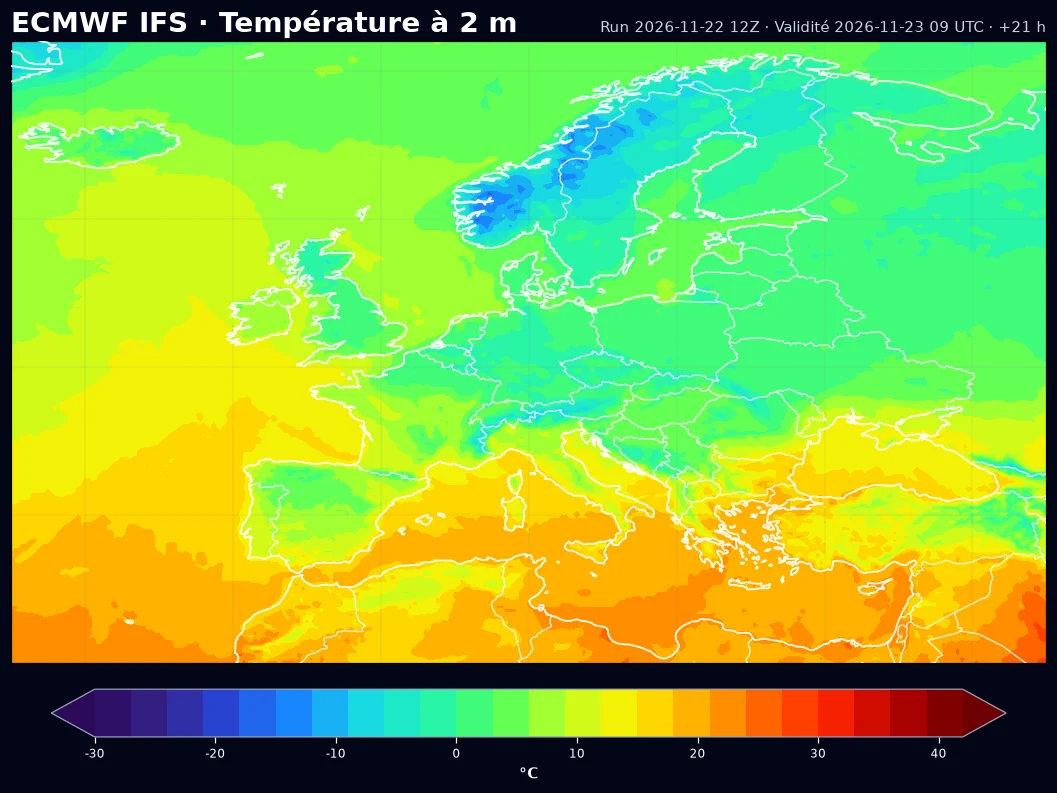 ECMWF IFS · Température à 2 m
Run 2026-11-22 12Z · Validité 2026-11-23 09 UTC · +21 h
-30 -20 -10 0 10 20 30 40
°C